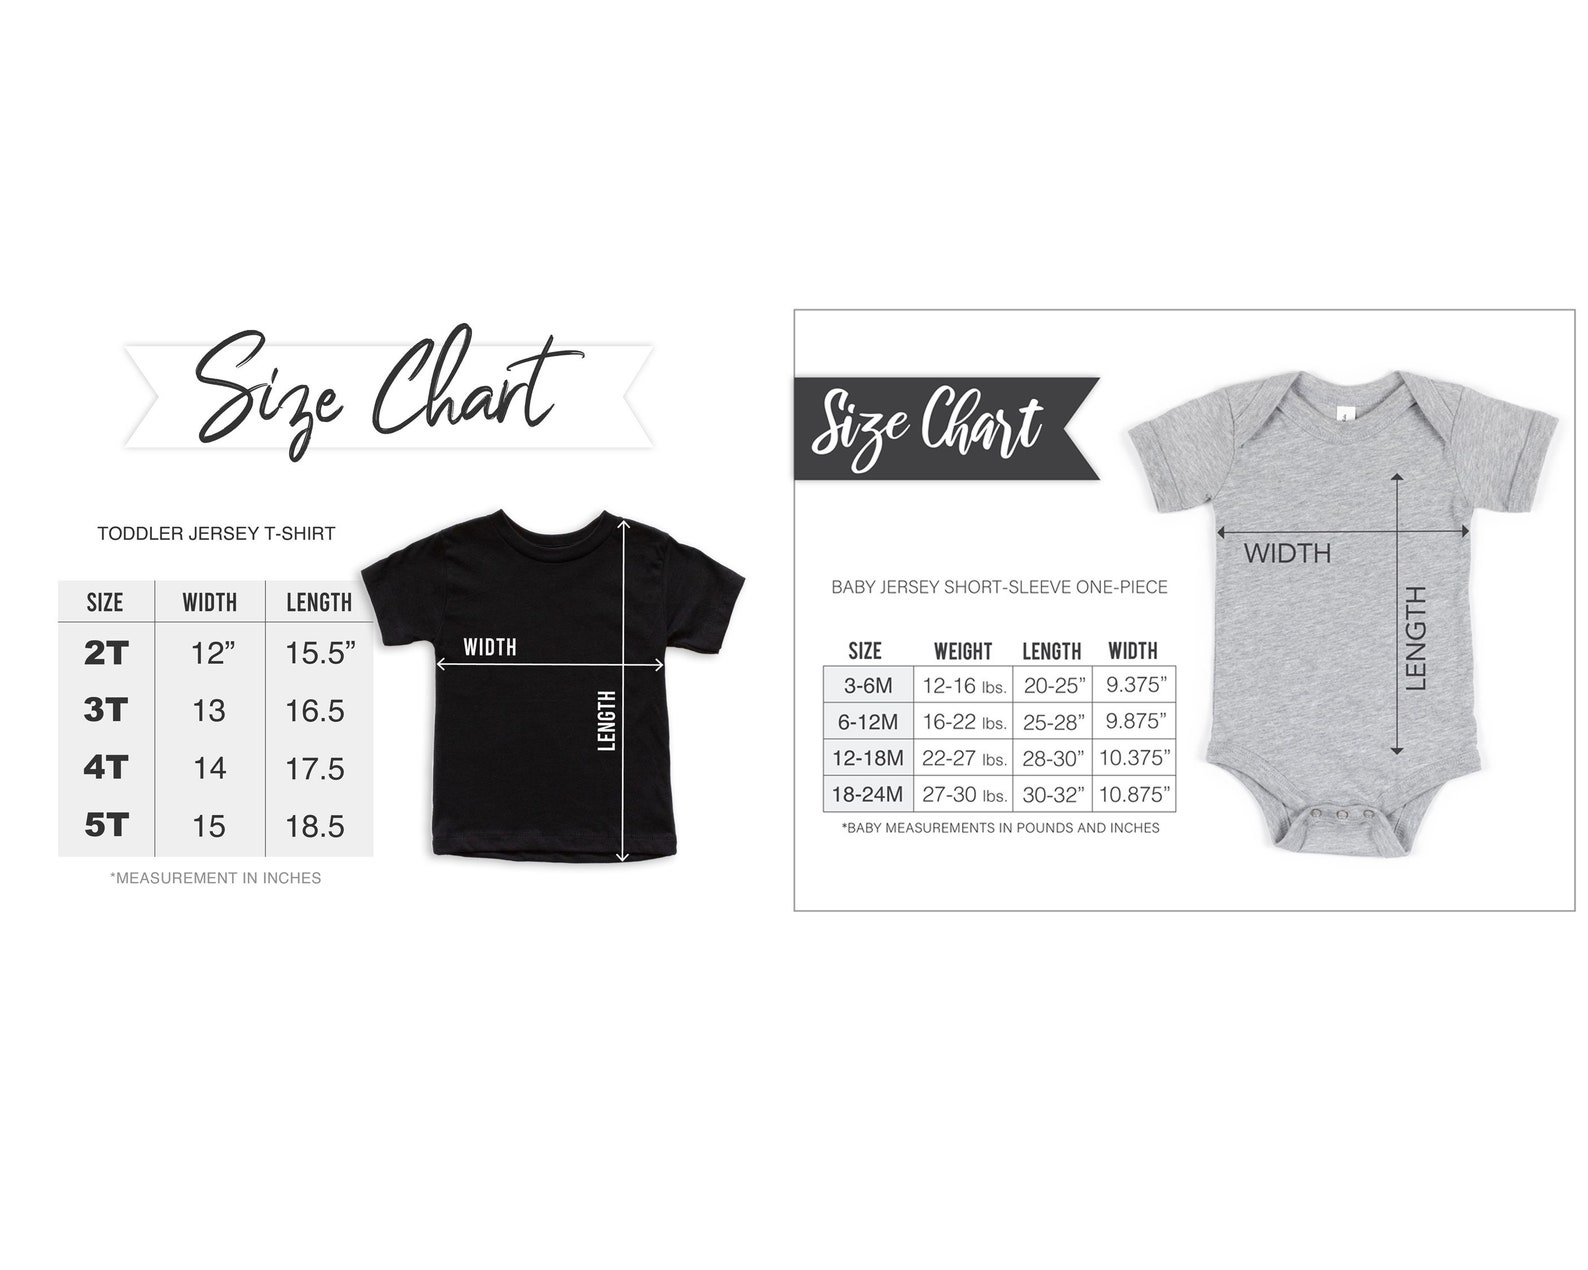 Size Chart
TODDLER JERSEY T-SHIRT
SIZE WIDTH LENGTH
2T 12” 15.5”
3T 13 16.5
4T 14 17.5
5T 15 18.5
*MEASUREMENT IN INCHES
WIDTH
LENGTH
Size Chart
BABY JERSEY SHORT-SLEEVE ONE-PIECE
SIZE WEIGHT LENGTH WIDTH
3-6M 12-16 lbs. 20-25” 9.375”
6-12M 16-22 lbs. 25-28” 9.875”
12-18M 22-27 lbs. 28-30” 10.375”
18-24M 27-30 lbs. 30-32” 10.875”
*BABY MEASUREMENTS IN POUNDS AND INCHES
WIDTH
LENGTH